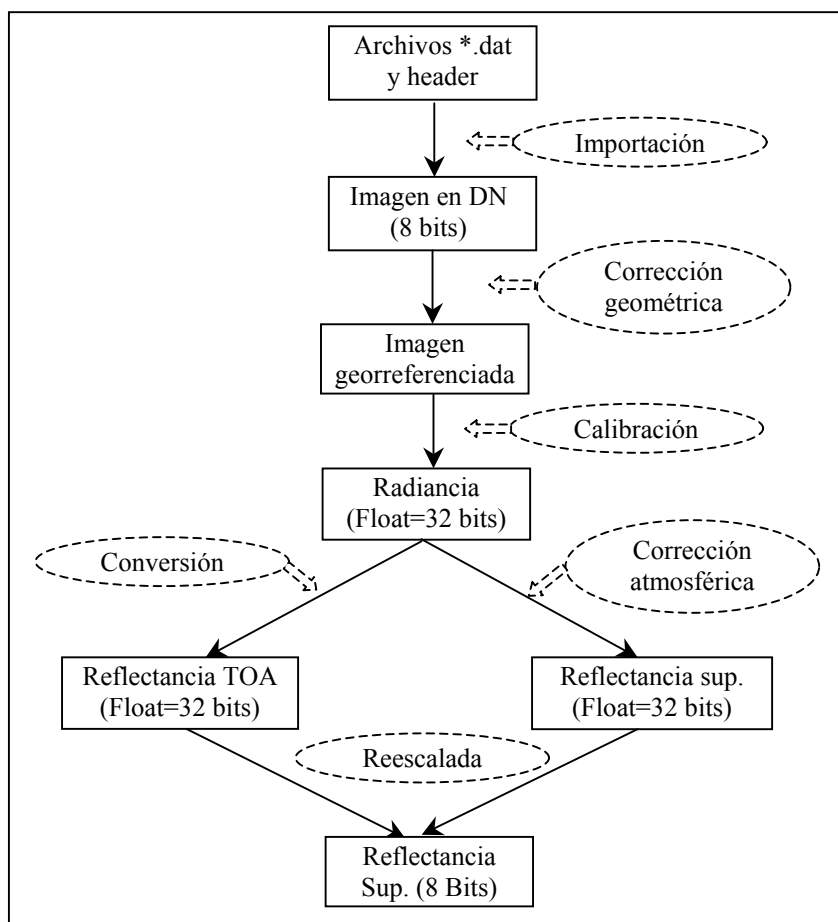 Archivos *.dat
y header
Importación
Imagen en DN
(8 bits)
Corrección
geométrica
Imagen
georreferenciada
Calibración
Radiancia
(Float=32 bits)
Conversión
Corrección
atmosférica
Reflectancia TOA
(Float=32 bits)
Reflectancia sup.
(Float=32 bits)
Reescalada
Reflectancia
Sup. (8 Bits)